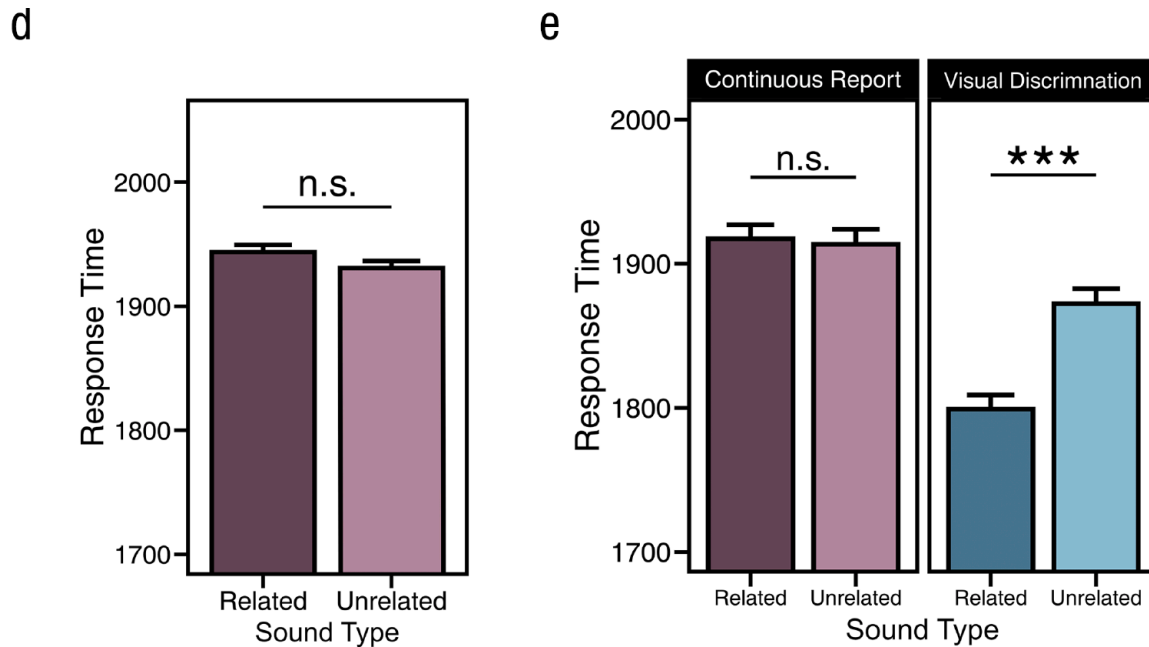 d
2000
1900
1800
1700
Response Time
n.s.
Related Unrelated
Sound Type
e
Continuous Report
Visual Discrimnation
2000
1900
1800
1700
Response Time
n.s.
***
Related Unrelated
Related Unrelated
Sound Type